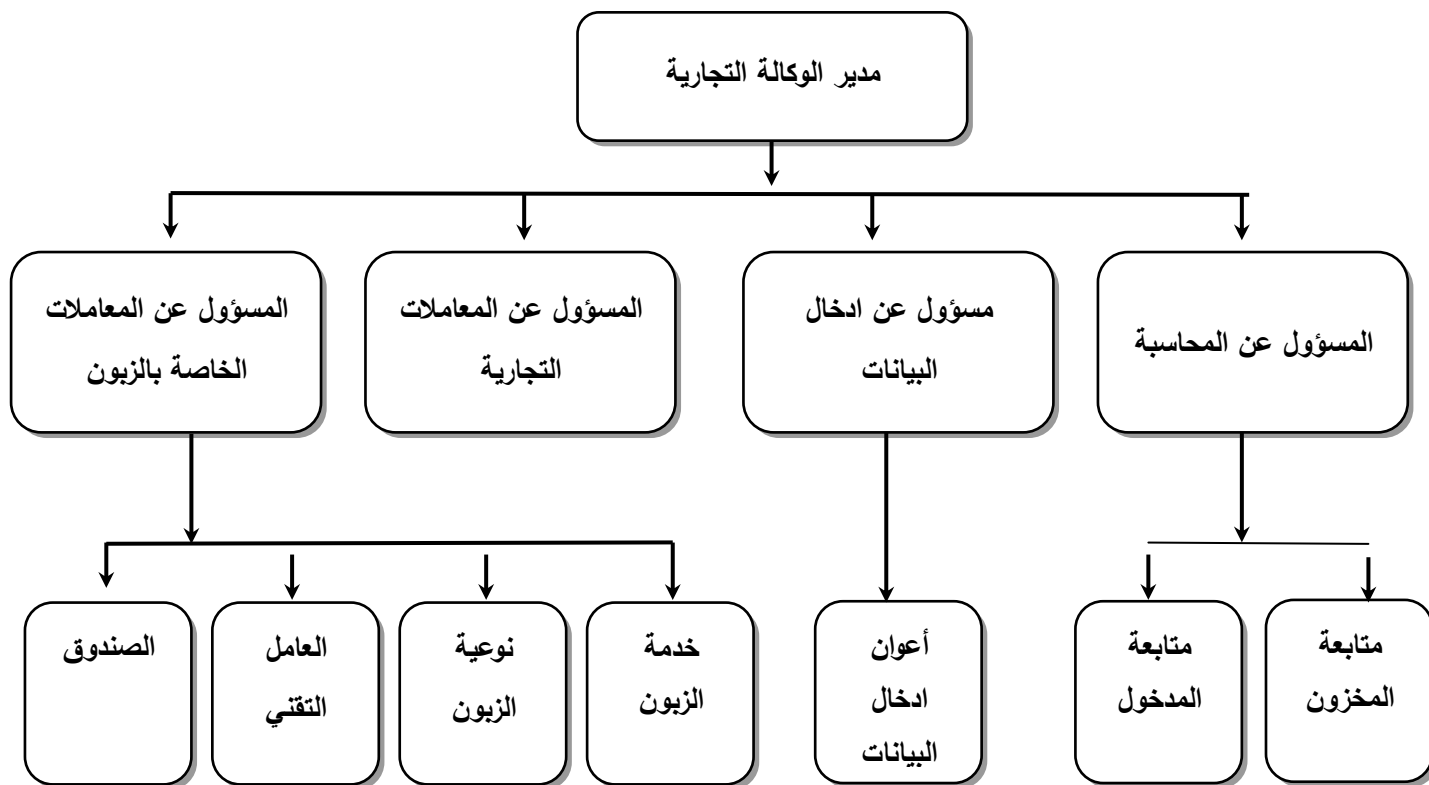 مدير الوكالة التجارية
المسؤول عن المحاسبة
مسؤول عن ادخال
البيانات
المسؤول عن المعاملات
التجارية
المسؤول عن المعاملات
الخاصة بالزبون
متابعة
المخزون
متابعة
المدخول
أعوان
ادخال
البيانات
خدمة
الزبون
نوعية
الزبون
العامل
التقني
الصندوق